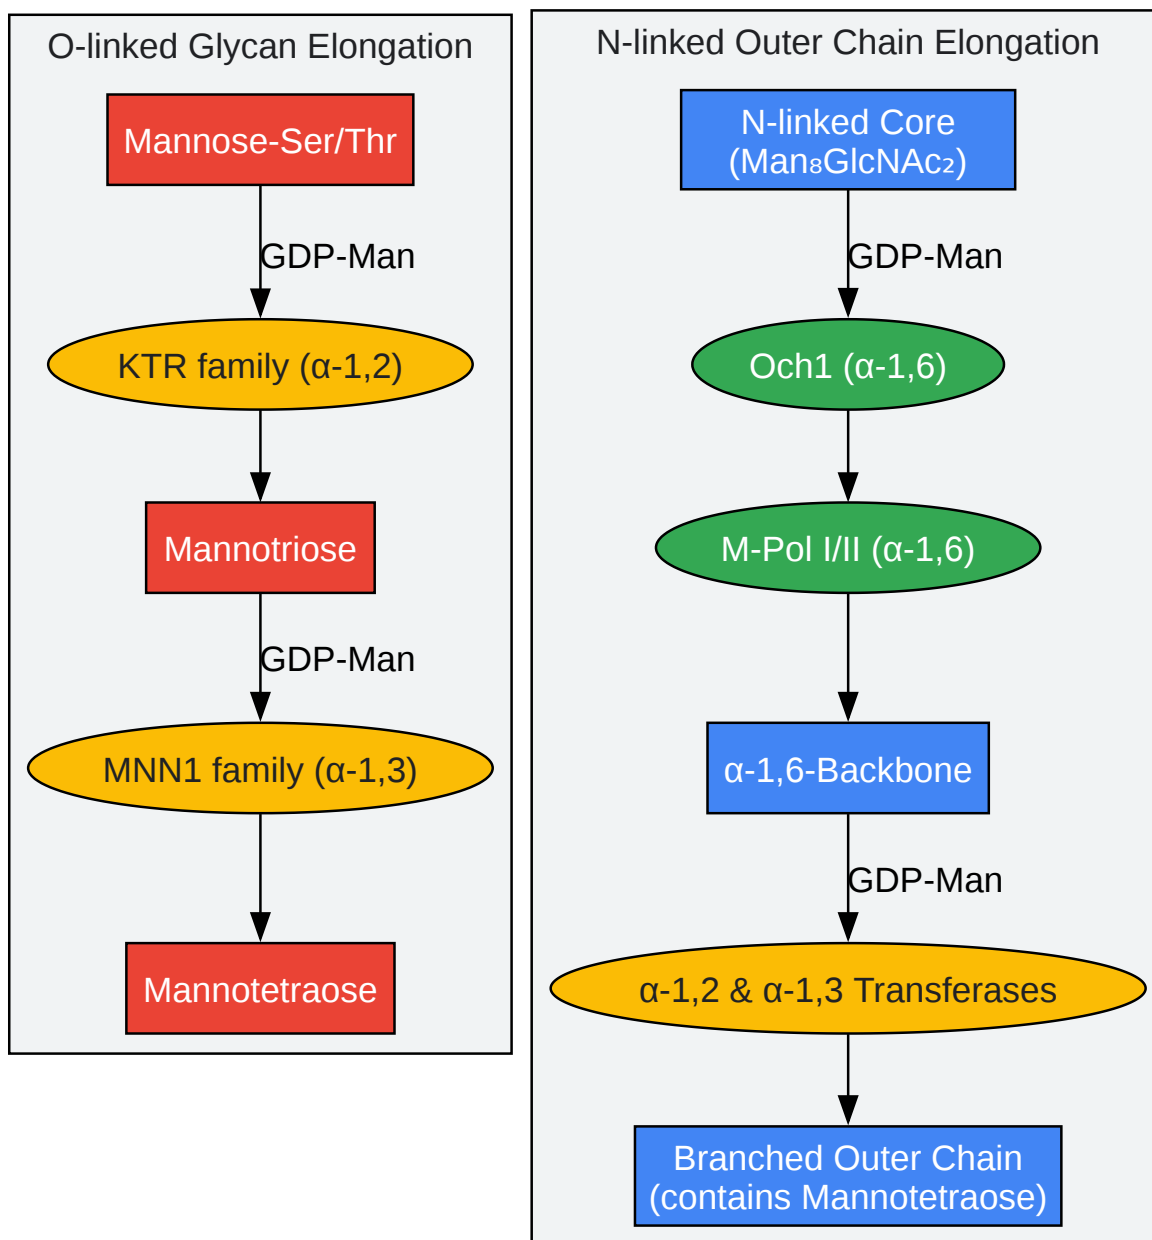 O-linked Glycan Elongation
Mannose-Ser/Thr
GDP-Man
KTR family (α-1,2)
Mannotriose
GDP-Man
MNN1 family (α-1,3)
Mannotetraose
N-linked Outer Chain Elongation
N-linked Core
(Man₈GlcNAc₂)
GDP-Man
Och1 (α-1,6)
M-Pol I/II (α-1,6)
α-1,6-Backbone
GDP-Man
α-1,2 & α-1,3 Transferases
Branched Outer Chain
(contains Mannotetraose)